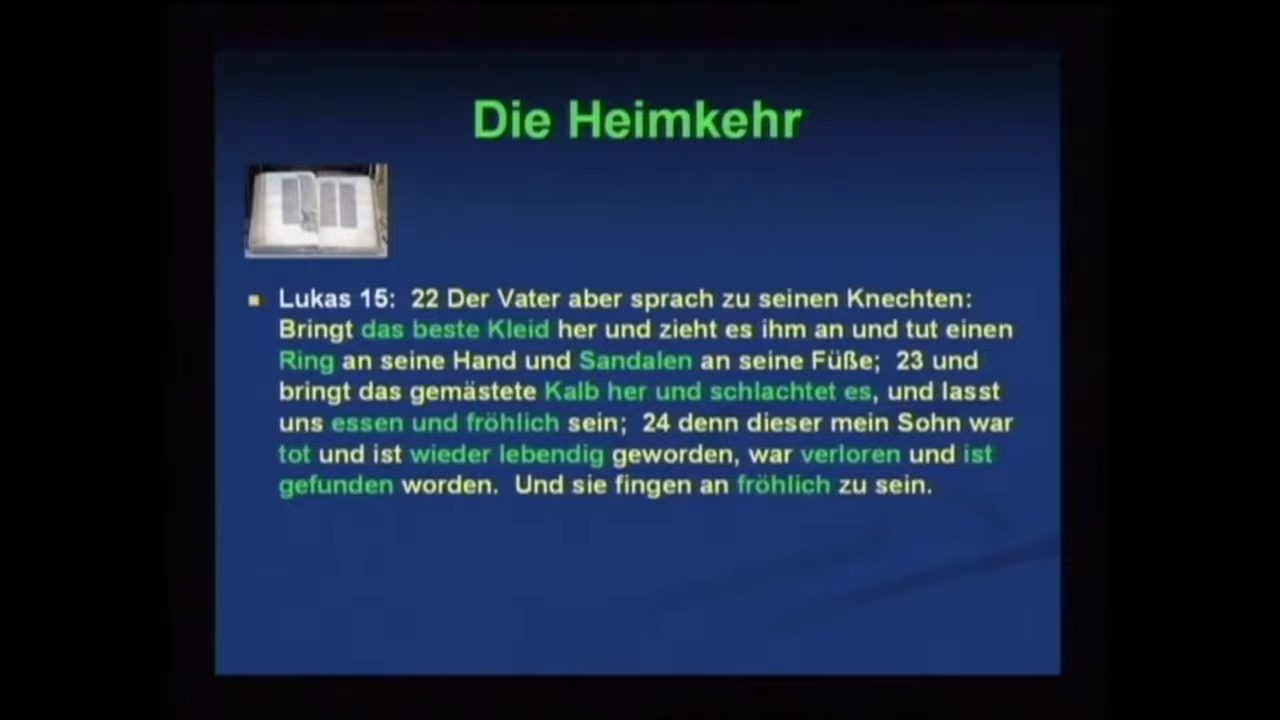 Die Heimkehr
Lukas 15:  22 Der Vater aber sprach zu seinen Knechten:
Bringt das beste Kleid her und zieht es ihm an und tut einen
Ring an seine Hand und Sandalen an seine Füße;  23 und
bringt das gemästete Kalb her und schlachtet es, und lasst
uns essen und fröhlich sein;  24 denn dieser mein Sohn war
tot und ist wieder lebendig geworden, war verloren und ist
gefunden worden.  Und sie fingen an fröhlich zu sein.